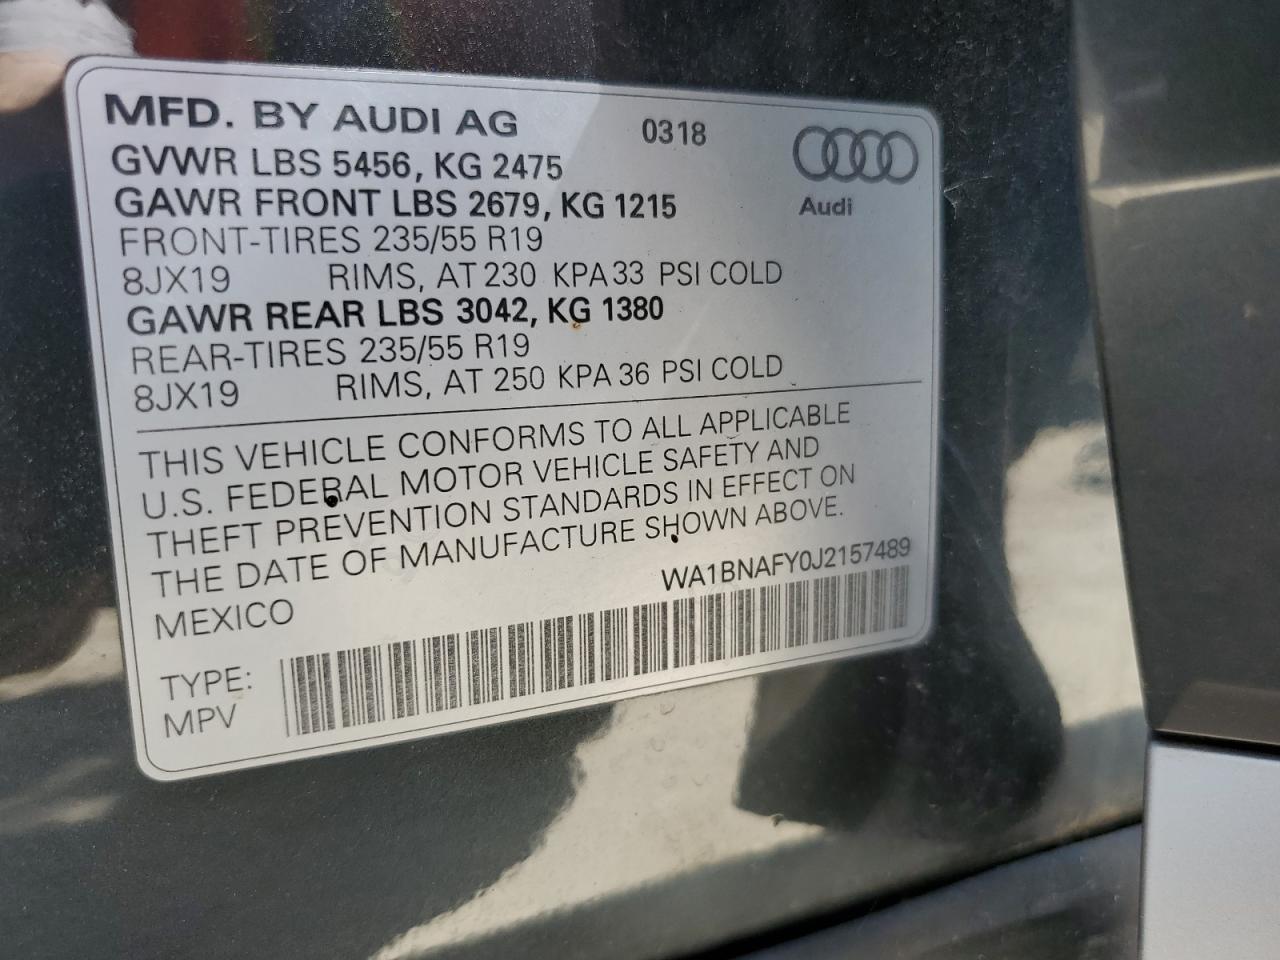 MFD. BY AUDI AG 0318
GVWR LBS 5456, KG 2475
GAWR FRONT LBS 2679, KG 1215
Audi
FRONT-TIRES 235/55 R19
8JX19 RIMS, AT 230 KPA 33 PSI COLD
GAWR REAR LBS 3042, KG 1380
REAR-TIRES 235/55 R19
8JX19 RIMS, AT 250 KPA 36 PSI COLD
THIS VEHICLE CONFORMS TO ALL APPLICABLE
U.S. FEDERAL MOTOR VEHICLE SAFETY AND
THEFT PREVENTION STANDARDS IN EFFECT ON
THE DATE OF MANUFACTURE SHOWN ABOVE.
WA1BNAFY0J2157489
MEXICO
TYPE:
MPV